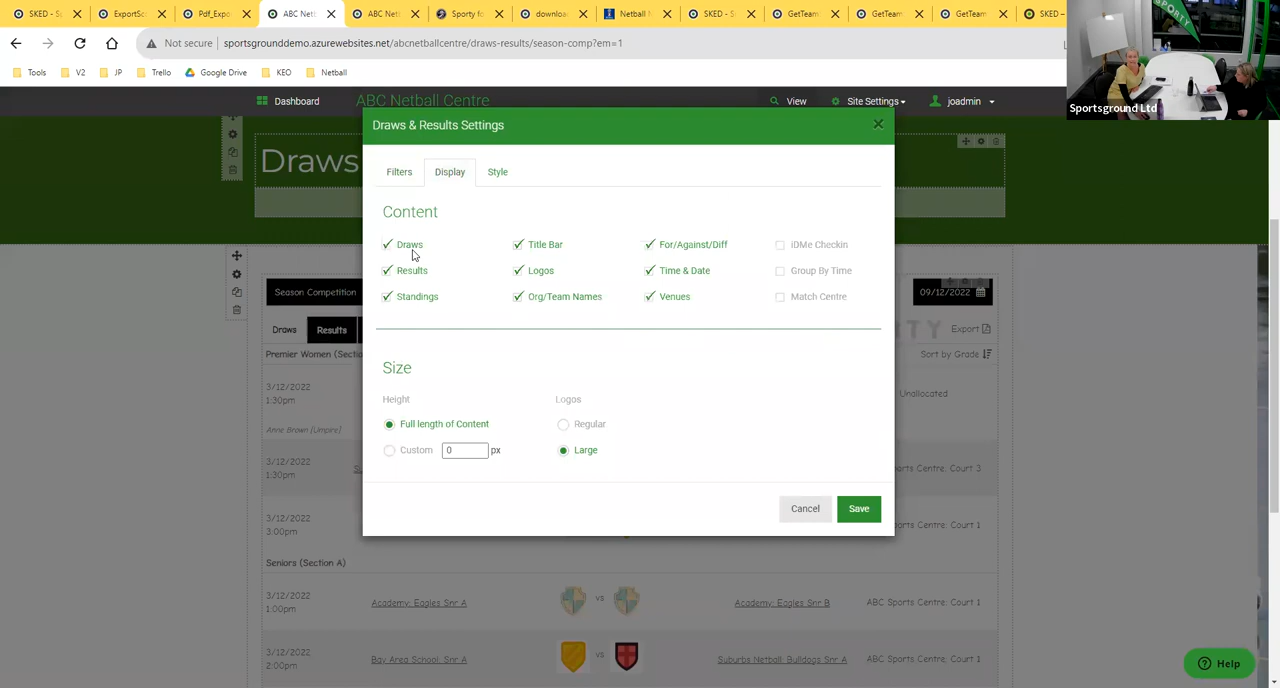 SKED - S
ExportSc
Pdf_Expo
ABC Net
ABC Net
Sporty fo
downloa
Netball
SKED - S
GetTeam
GetTeam
GetTeam
SKED –
Not secure
sportsgrounddemo.azurewebsites.net/abcnetballcentre/draws-results/season-comp?em=1
Tools
V2
JP
Trello
Google Drive
KEO
Netball
SPORTY
Sportsground Ltd
Dashboard
ABC Netball Centre
View
Site Settings
joadmin
Draws
Draws & Results Settings
Filters
Display
Style
Content
Draws
Title Bar
For/Against/Diff
iDMe Checkin
Results
Logos
Time & Date
Group By Time
Standings
Org/Team Names
Venues
Match Centre
Size
Height
Logos
Full length of Content
Regular
Custom
0
px
Large
Cancel
Save
Season Competition
09/12/2022
Draws
Results
Export
Premier Women (Sectio
Sort by Grade
3/12/2022
1:30pm
Unallocated
Anne Brown (Umpire)
3/12/2022
1:30pm
Su
orts Centre: Court 3
3/12/2022
3:00pm
orts Centre: Court 1
Seniors (Section A)
3/12/2022
1:00pm
Academy: Eagles Snr A
vs
Academy: Eagles Snr B
ABC Sports Centre: Court 1
3/12/2022
2:00pm
Bay Area School: Snr A
vs
Suburbs Netball: Bulldogs Snr A
ABC Sports Centre: Court 1
Help